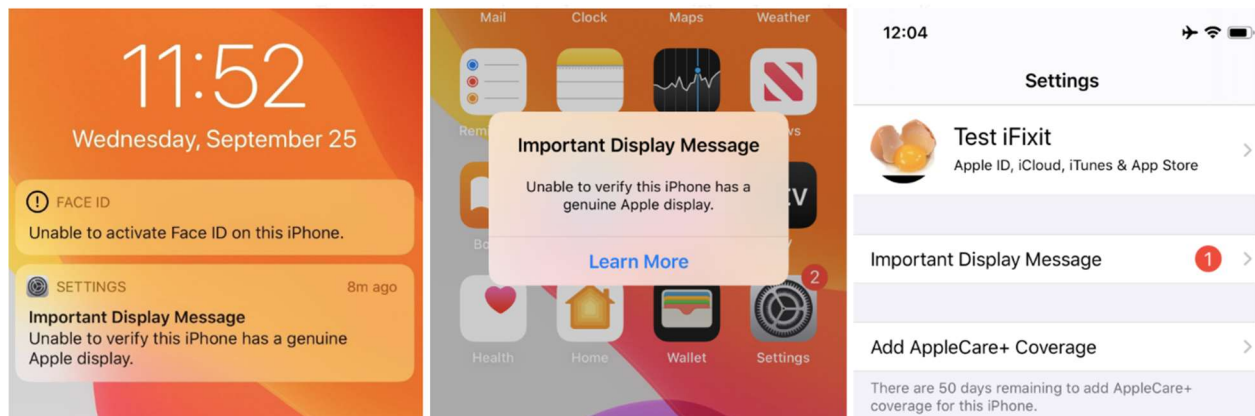 11:52
Wednesday, September 25
FACE ID
Unable to activate Face ID on this iPhone.
SETTINGS 8m ago
Important Display Message
Unable to verify this iPhone has a genuine
Apple display.
Mail Clock Maps Weather
Important Display Message
Unable to verify this iPhone has a
genuine Apple display.
Learn More
2
Health Home Wallet Settings
12:04
Settings
Test iFixit
Apple ID, iCloud, iTunes & App Store
Important Display Message 1
Add AppleCare+ Coverage
There are 50 days remaining to add AppleCare+
coverage for this iPhone.